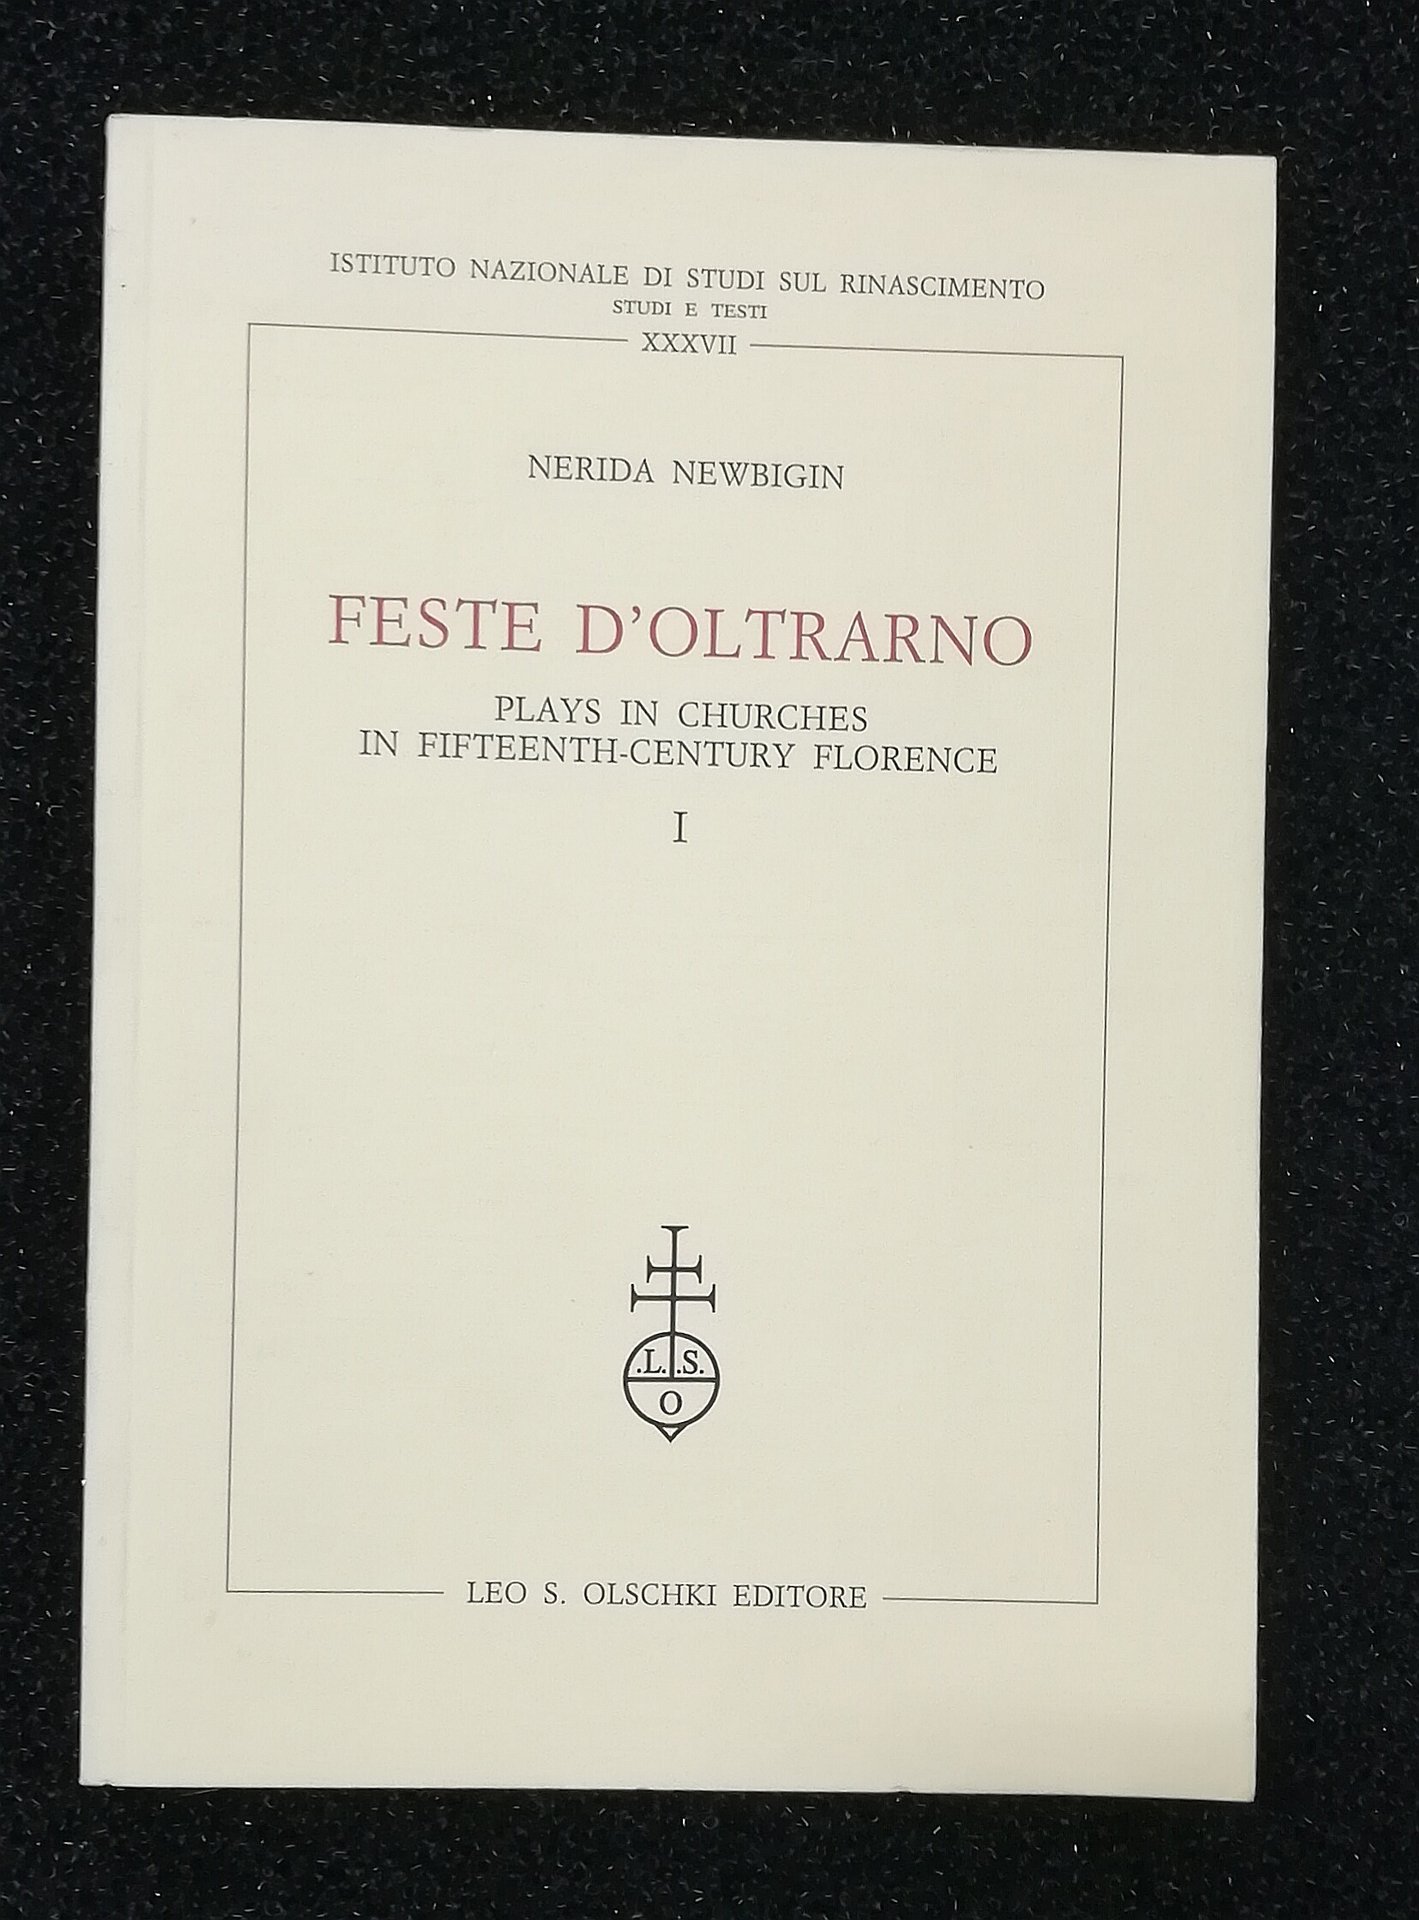 ISTITUTO NAZIONALE DI STUDI SUL RINASCIMENTO
STUDI E TESTI
XXXVII
NERIDA NEWBIGIN
FESTE D’OLTRARNO
PLAYS IN CHURCHES
IN FIFTEENTH-CENTURY FLORENCE
I
.L. .S.
O
LEO S. OLSCHKI EDITORE